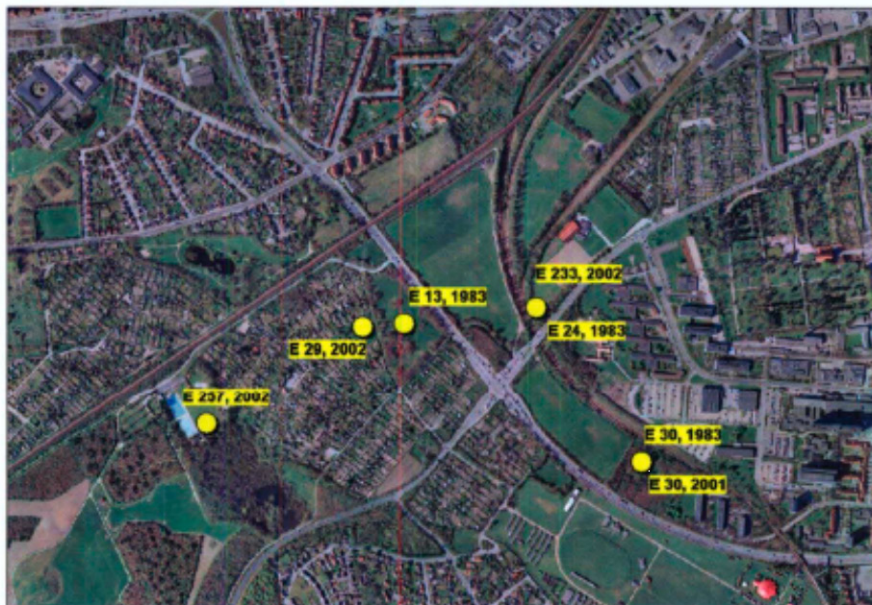 E 233, 2002
E 13, 1983
E 24, 1983
E 29, 2002
E 257, 2002
E 30, 1983
E 30, 2001